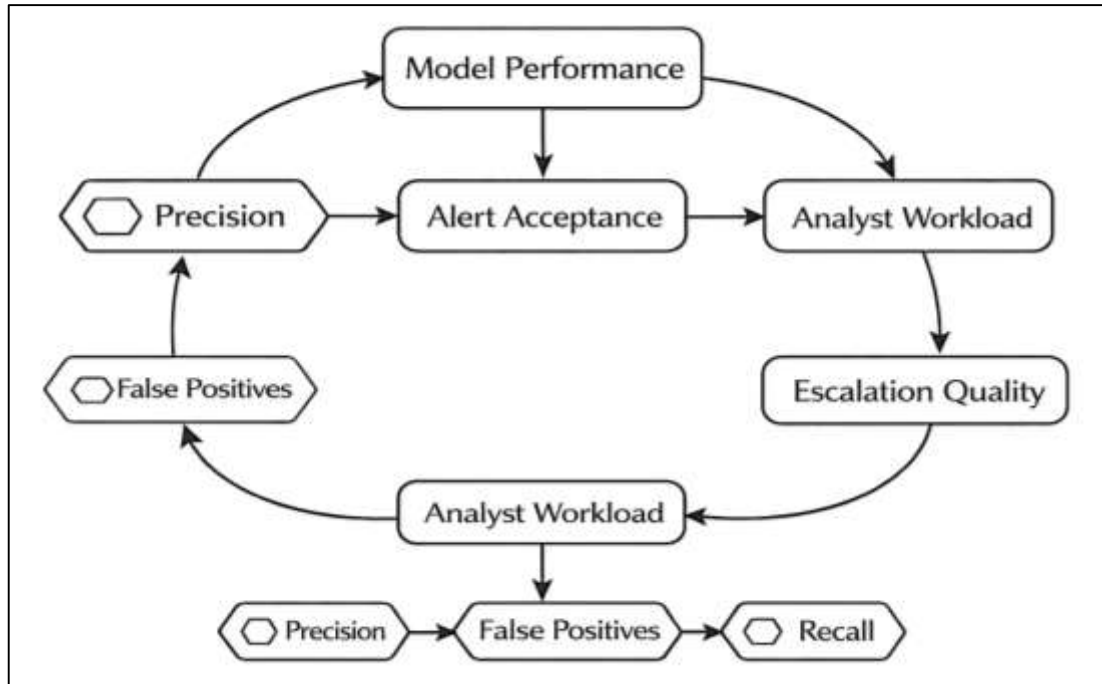 Model Performance
Precision
Alert Acceptance
Analyst Workload
False Positives
Escalation Quality
Analyst Workload
Precision
False Positives
Recall